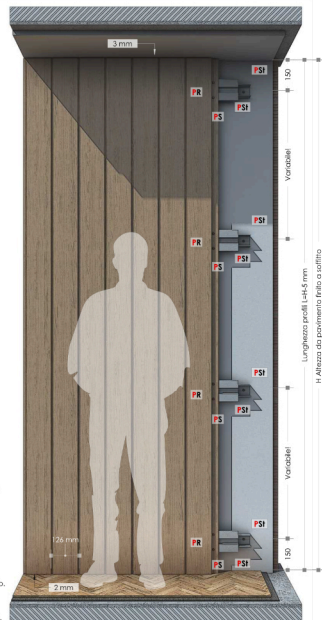 3 mm
PSt
150
PR
PSt
PS
Variabile!
PSt
PR
PSt
PS
Lunghezza profili L=H-5 mm
H Altezza da pavimento finito a soffitto
PSt
PR
PSt
PS
Variabile!
PSt
126 mm
PR
PSt
PS
150
2 mm
o.